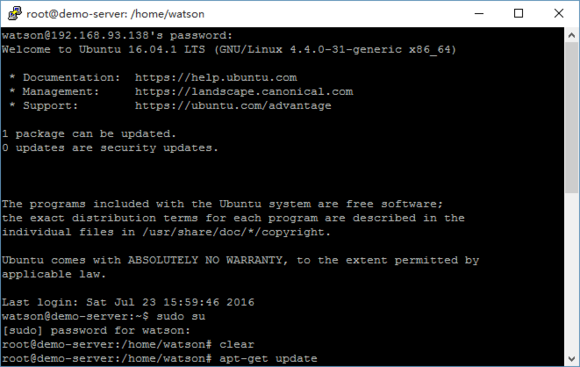 root@demo-server: /home/watson
watson@192.168.93.138's password:
Welcome to Ubuntu 16.04.1 LTS (GNU/Linux 4.4.0-31-generic x86_64)
* Documentation:  https://help.ubuntu.com
* Management:     https://landscape.canonical.com
* Support:        https://ubuntu.com/advantage
1 package can be updated.
0 updates are security updates.
The programs included with the Ubuntu system are free software;
the exact distribution terms for each program are described in the
individual files in /usr/share/doc/*/copyright.
Ubuntu comes with ABSOLUTELY NO WARRANTY, to the extent permitted by
applicable law.
Last login: Sat Jul 23 15:59:46 2016
watson@demo-server:~$ sudo su
[sudo] password for watson:
root@demo-server:/home/watson# clear
root@demo-server:/home/watson# apt-get update